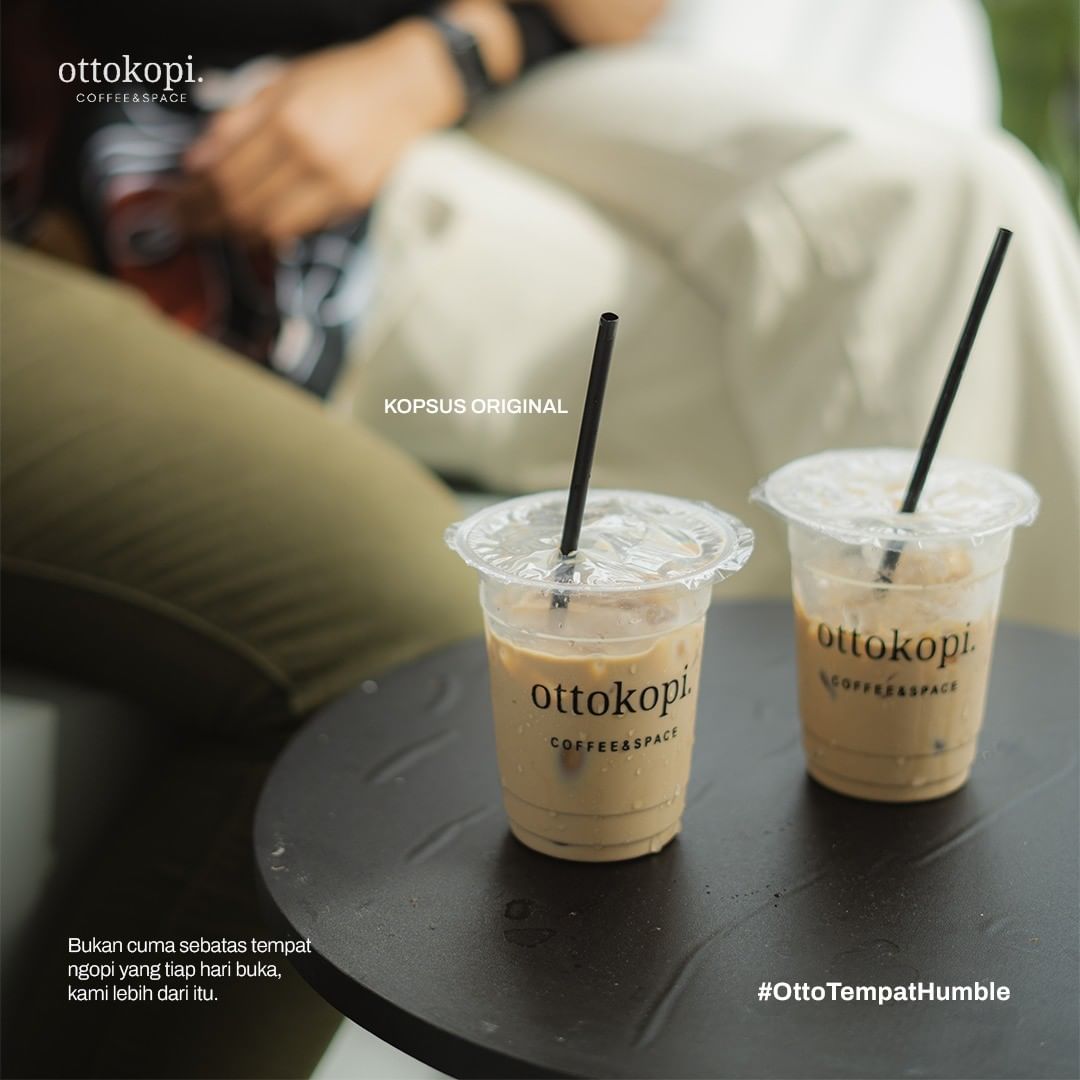 ottokopi.
COFFEE&SPACE
KOPSUS ORIGINAL
ottokopi.
COFFEE&SPACE
ottokopi.
COFFEE&SPACE
Bukan cuma sebatas tempat
ngopi yang tiap hari buka,
kami lebih dari itu.
#OttoTempatHumble